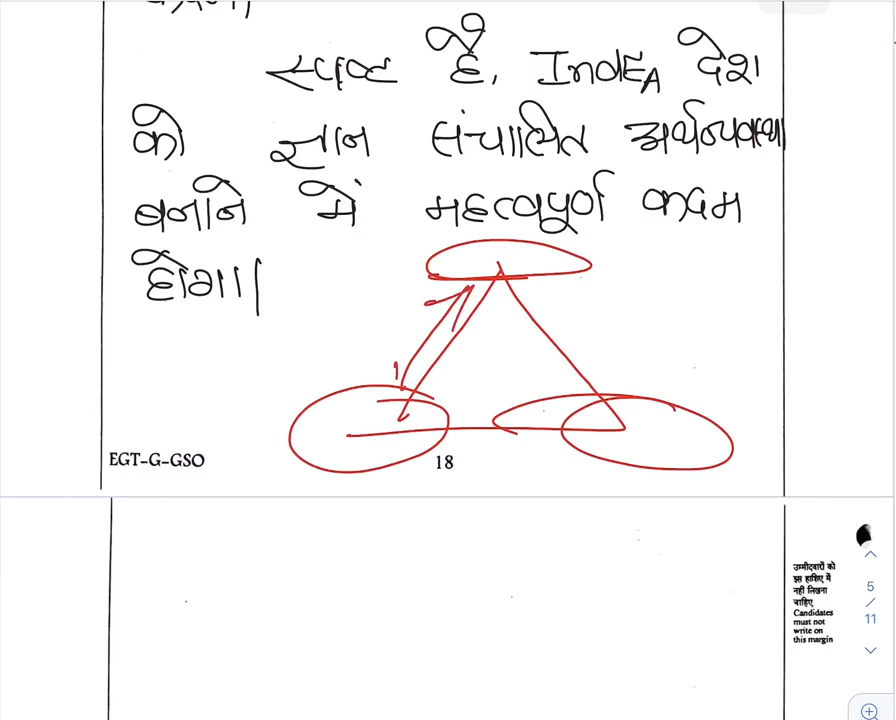 स्पष्ट है, IndEA देश
को ज्ञान संचालित अर्थव्यवस्था
बनाने में महत्वपूर्ण कदम
होगा।
EGT-G-GSO
18
उम्मीदवारों को
इस हाशिए में
नहीं लिखना
चाहिए
Candidates
must not
write on
this margin
5
/
11